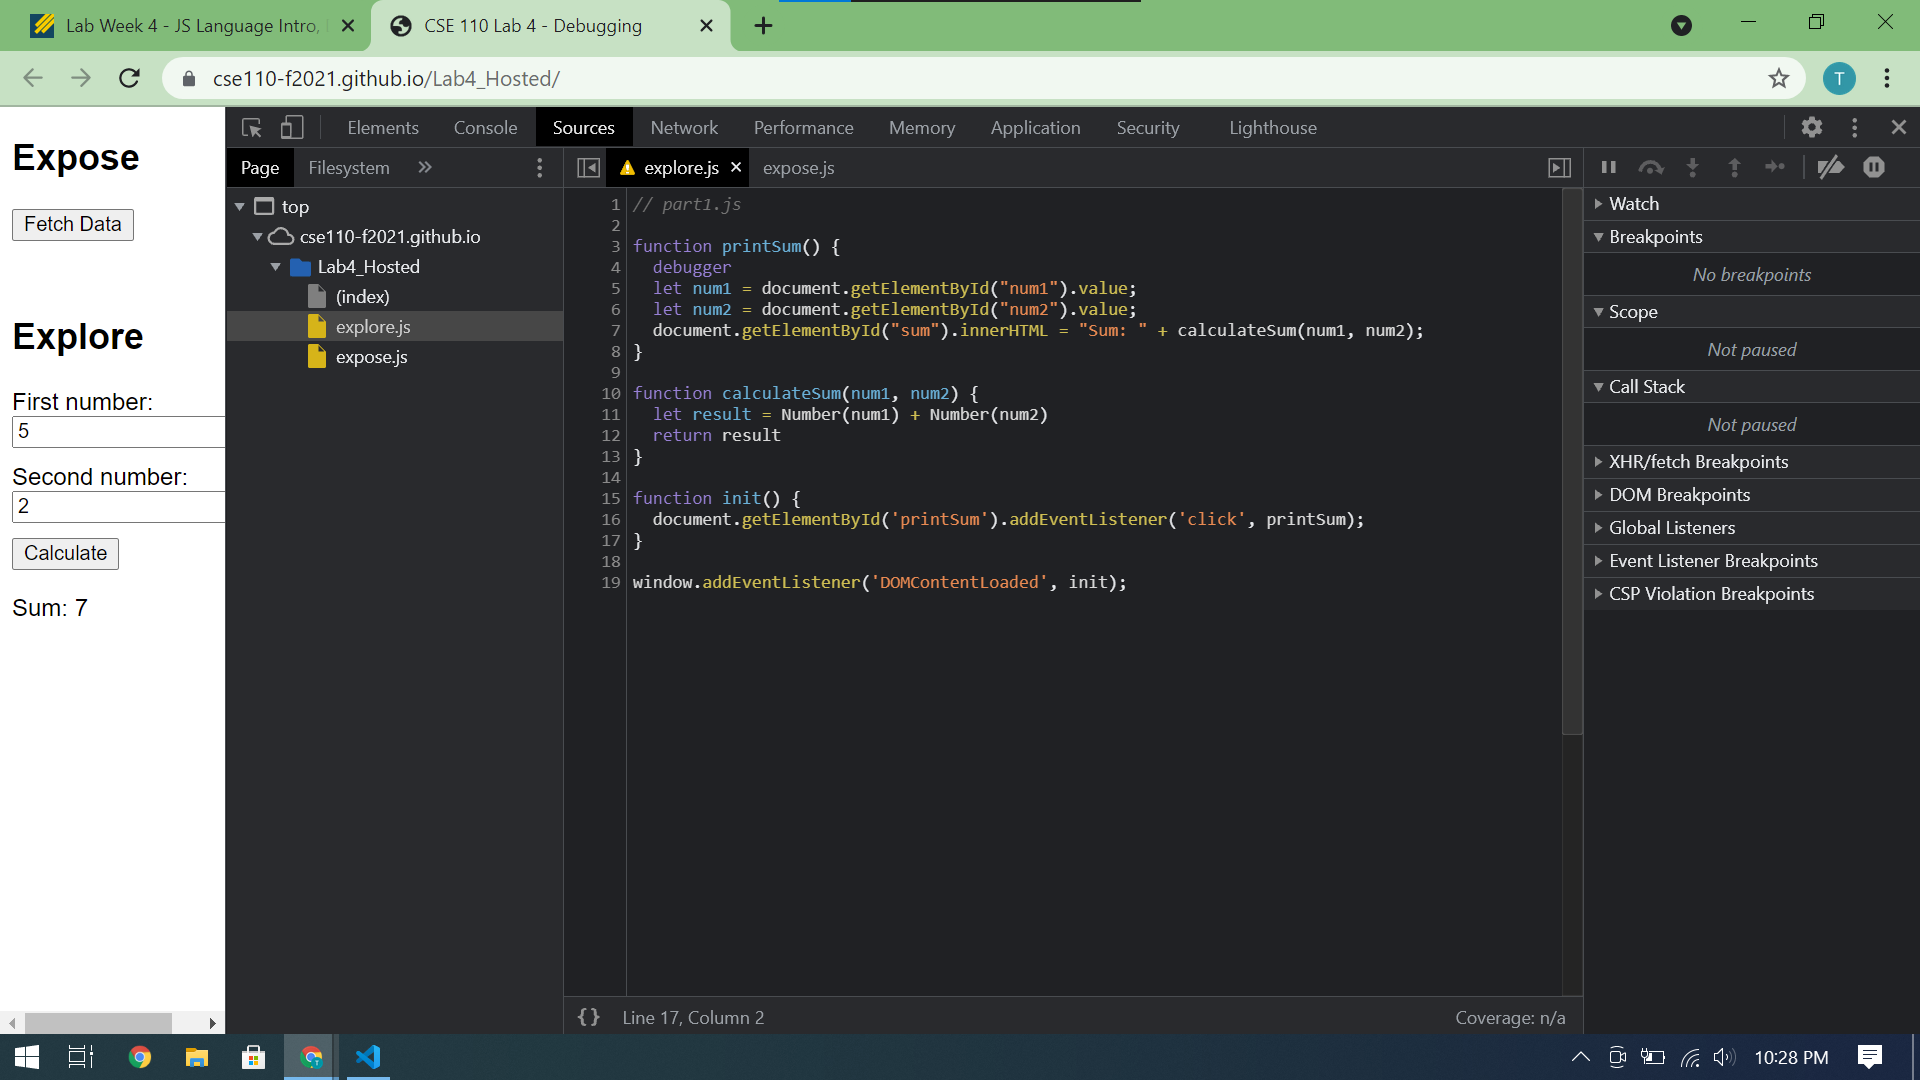 Lab Week 4 - JS Language Intro,
CSE 110 Lab 4 - Debugging
cse110-f2021.github.io/Lab4_Hosted/
T
Expose
Fetch Data
Explore
First number:
5
Second number:
2
Calculate
Sum: 7
Elements Console Sources Network Performance Memory Application Security Lighthouse
Page Filesystem
top
cse110-f2021.github.io
Lab4_Hosted
(index)
explore.js
expose.js
explore.js expose.js
1 // part1.js
2
3 function printSum() {
4 debugger
5 let num1 = document.getElementById("num1").value;
6 let num2 = document.getElementById("num2").value;
7 document.getElementById("sum").innerHTML = "Sum: " + calculateSum(num1, num2);
8 }
9
10 function calculateSum(num1, num2) {
11 let result = Number(num1) + Number(num2)
12 return result
13 }
14
15 function init() {
16 document.getElementById('printSum').addEventListener('click', printSum);
17 }
18
19 window.addEventListener('DOMContentLoaded', init);
{} Line 17, Column 2
Coverage: n/a
Watch
Breakpoints
No breakpoints
Scope
Not paused
Call Stack
Not paused
XHR/fetch Breakpoints
DOM Breakpoints
Global Listeners
Event Listener Breakpoints
CSP Violation Breakpoints
10:28 PM